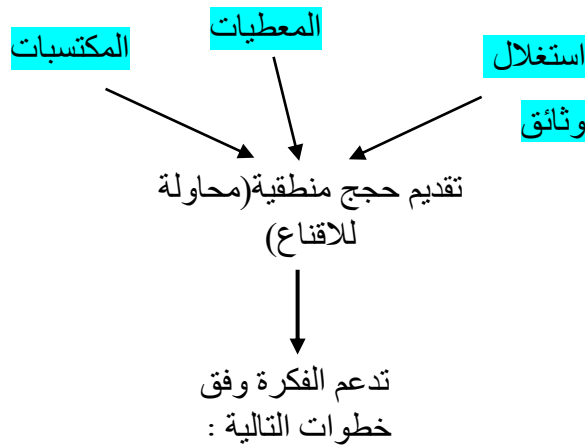 المعطيات
المكتسبات
استغلال
وثائق
تقديم حجج منطقية(محاولة
للاقناع)
تدعم الفكرة وفق
خطوات التالية :